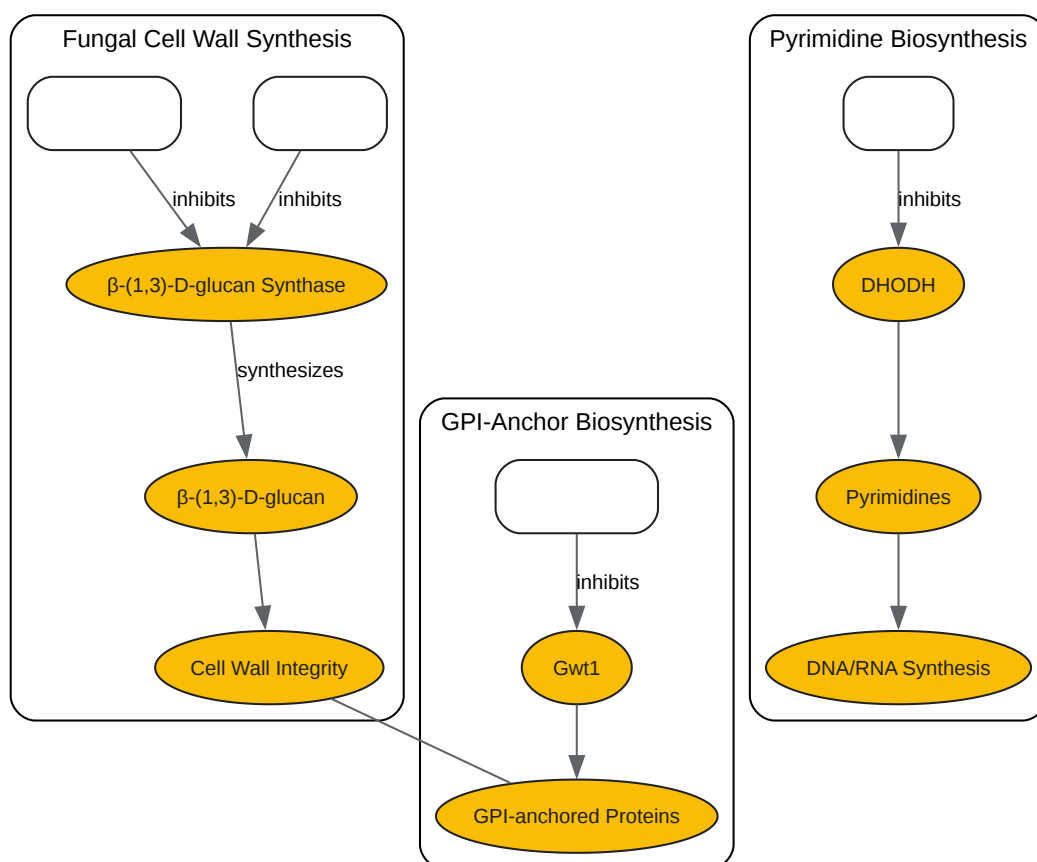 Fungal Cell Wall Synthesis
inhibits
inhibits
β-(1,3)-D-glucan Synthase
synthesizes
β-(1,3)-D-glucan
Cell Wall Integrity
GPI-Anchor Biosynthesis
inhibits
Gwt1
GPI-anchored Proteins
Pyrimidine Biosynthesis
inhibits
DHODH
Pyrimidines
DNA/RNA Synthesis